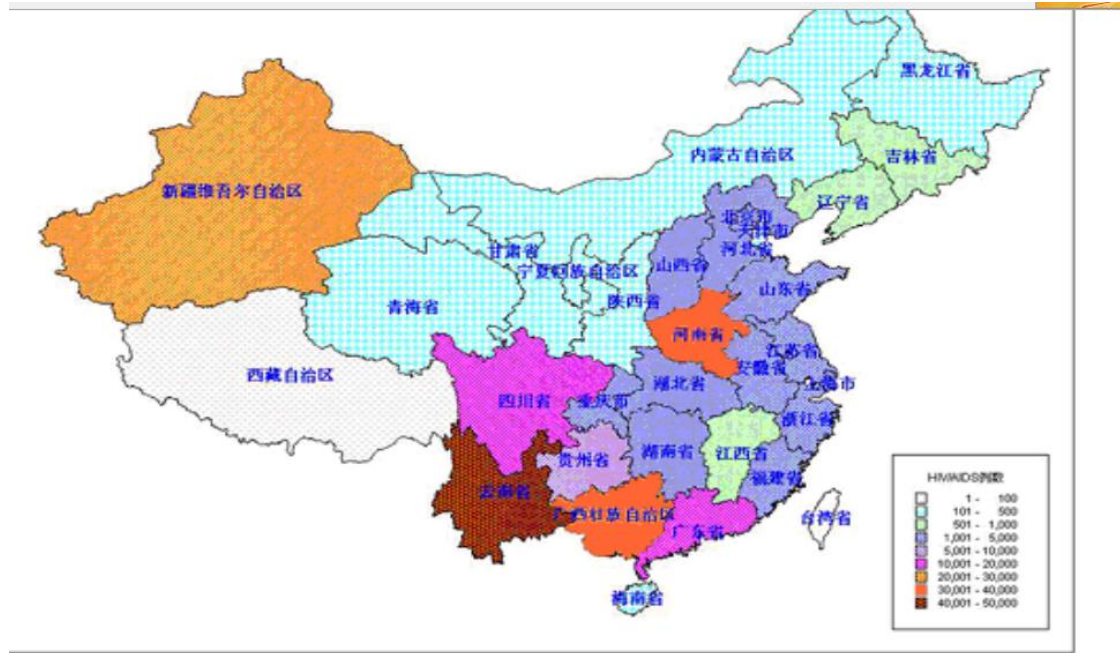 黑龙江省
内蒙古自治区
吉林省
新疆维吾尔自治区
辽宁省
北京市
天津市
甘肃省
河北省
山西省
宁夏回族自治区
山东省
陕西省
青海省
河南省
江苏省
安徽省
西藏自治区
湖北省
上海市
四川省
重庆市
浙江省
湖南省
江西省
贵州省
福建省
云南省
广西壮族自治区
台湾省
广东省
海南省
HIV/AIDS例数
1 - 100
101 - 500
501 - 1,000
1,001 - 5,000
5,001 - 10,000
10,001 - 20,000
20,001 - 30,000
30,001 - 40,000
40,001 - 50,000